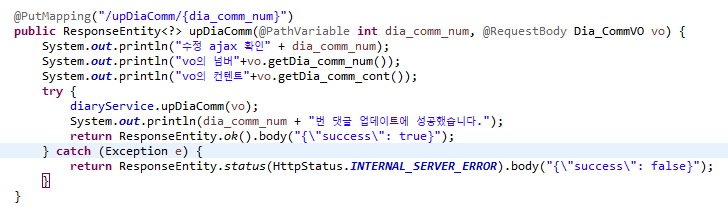 @PutMapping("/upDiaComm/{dia_comm_num}")
public ResponseEntity<?> upDiaComm(@PathVariable int dia_comm_num, @RequestBody Dia_CommVO vo) {
    System.out.println("수정 ajax 확인" + dia_comm_num);
    System.out.println("vo의 넘버"+vo.getDia_comm_num());
    System.out.println("vo의 컨텐트"+vo.getDia_comm_cont());
    try {
        diaryService.upDiaComm(vo);
        System.out.println(dia_comm_num + "번 댓글 업데이트에 성공했습니다.");
        return ResponseEntity.ok().body("{\"success\": true}");
    } catch (Exception e) {
        return ResponseEntity.status(HttpStatus.INTERNAL_SERVER_ERROR).body("{\"success\": false}");
    }
}